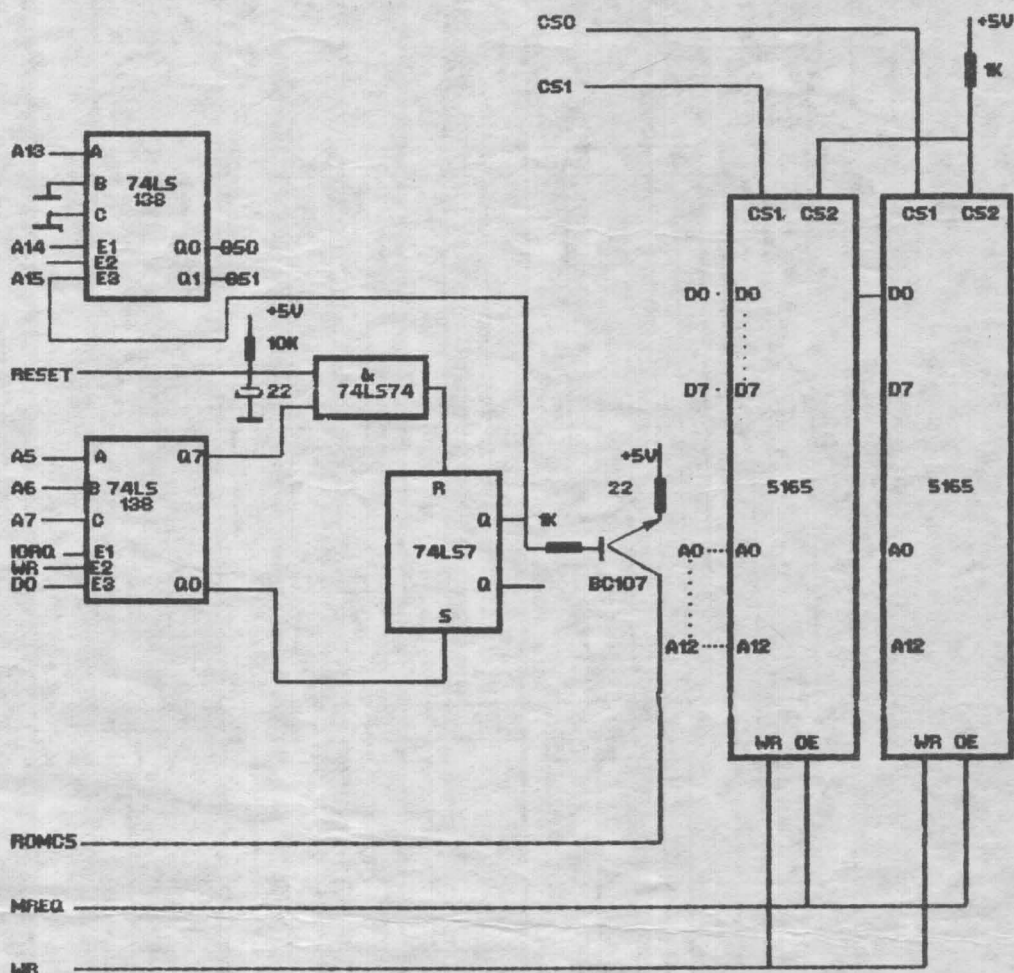 CS0
+5V
1K
CS1
A13
A
B
74LS
138
C
CS1, CS2
CS1 CS2
A14
E1
Q0
850
E2
A15
E3
Q1
851
D0
D0
D0
+5V
10K
RESET
&
74LS74
22
D7
D7
D7
A5
A
Q7
+5V
A6
B 74LS
138
R
22
5165
5165
A7
C
Q
1K
IORQ
E1
74LS7
A0
A0
A0
WR
E2
D0
E3
Q0
Q
BC107
S
A12
A12
A12
WR OE
WR OE
ROMCS
MREQ
WR